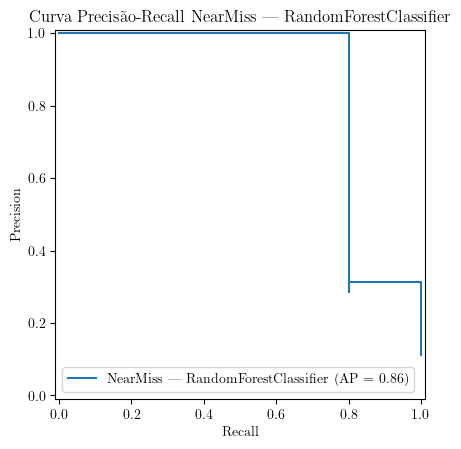 Curva Precisão-Recall NearMiss — RandomForestClassifier
1.0
0.8
0.6
0.4
0.2
0.0
Precision
NearMiss — RandomForestClassifier (AP = 0.86)
0.0 0.2 0.4 0.6 0.8 1.0
Recall